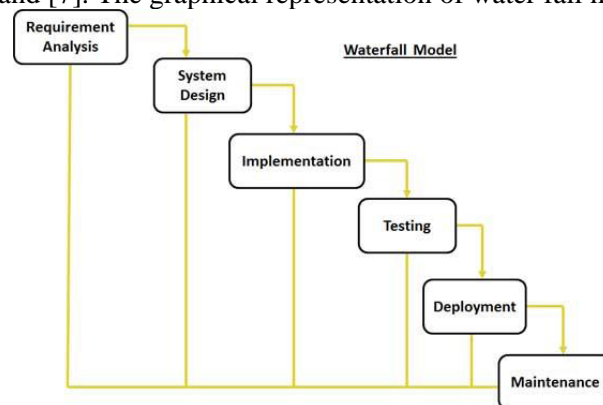 and [7]. The graphical representation of water fall
Requirement
Analysis
Waterfall Model
System
Design
Implementation
Testing
Deployment
Maintenance